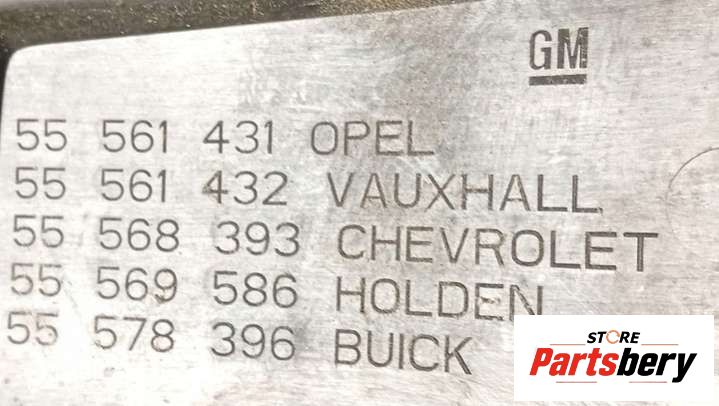 GM
55 561 431 OPEL
55 561 432 VAUXHALL
55 568 393 CHEVROLET
55 569 586 HOLDEN
55 578 396 BUICK
STORE
Partsbery